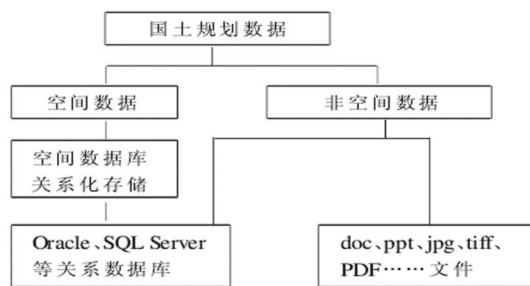 国土规划数据
空间数据
非空间数据
空间数据库
关系化存储
Oracle、SQL Server
等关系数据库
doc、ppt、jpg、tiff、
PDF……文件